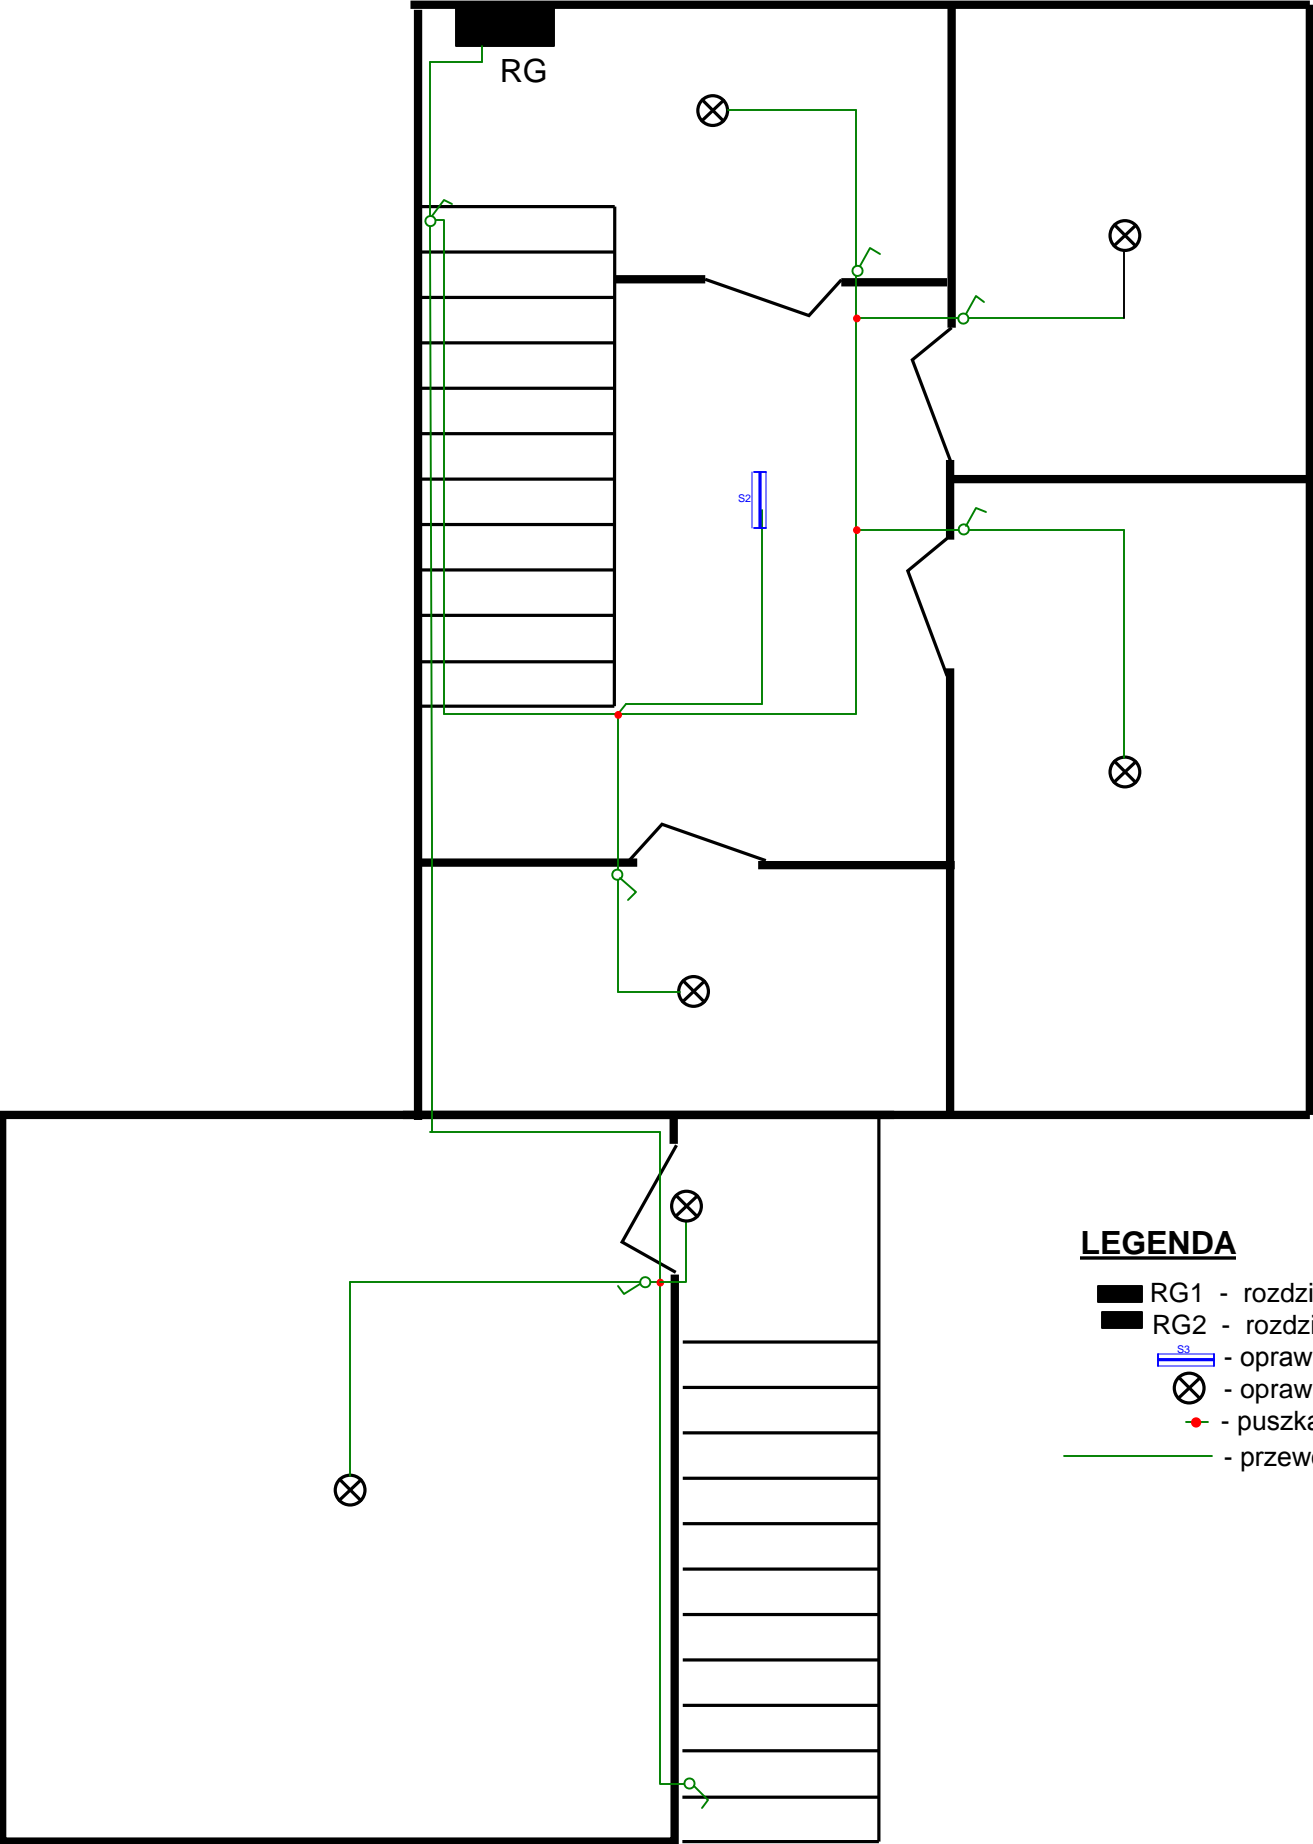 RG
S2
LEGENDA
RG1 - rozdzi
RG2 - rozdzi
S3
- opraw
- opraw
- puszka
- przewo